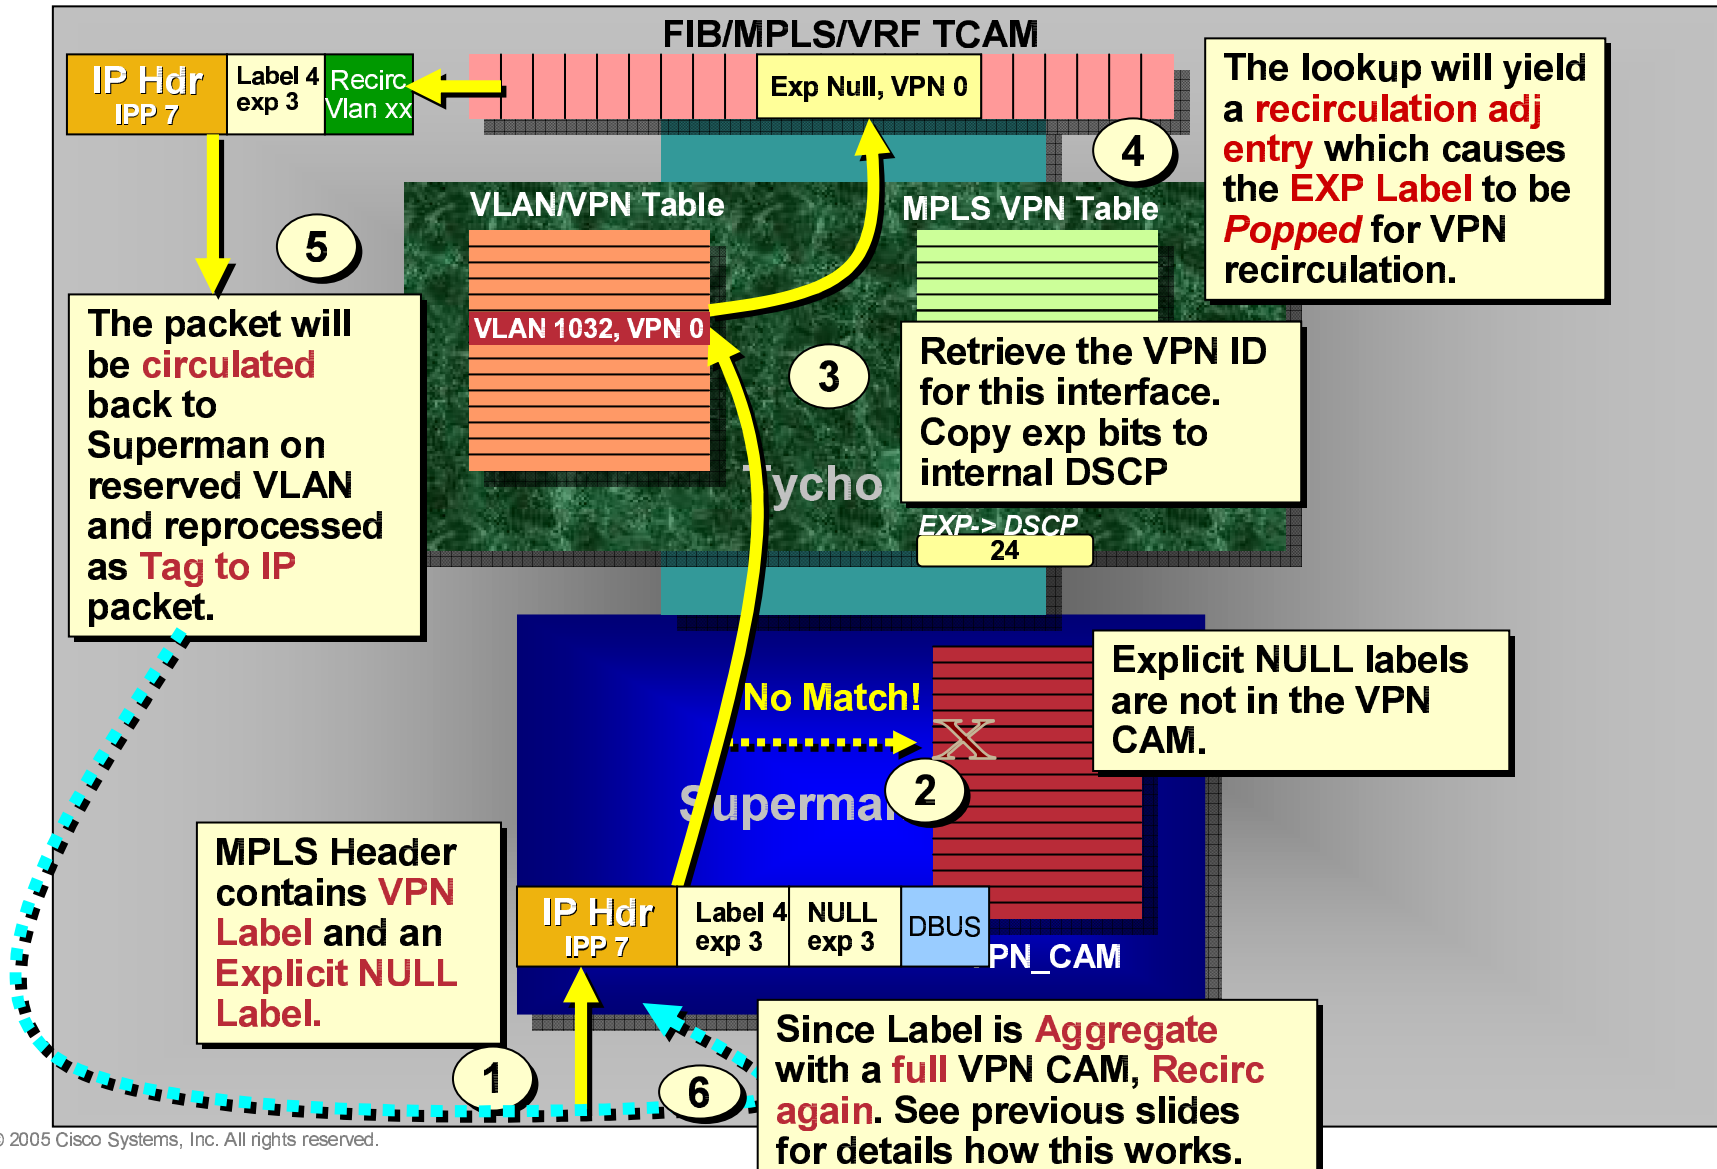 FIB/MPLS/VRF TCAM
IP Hdr
IPP 7
Label 4
exp 3
Recirc
Vlan xx
Exp Null, VPN 0
The lookup will yield
a recirculation adj
entry which causes
the EXP Label to be
Popped for VPN
recirculation.
4
5
VLAN/VPN Table
MPLS VPN Table
VLAN 1032, VPN 0
3
The packet will
be circulated
back to
Superman on
reserved VLAN
and reprocessed
as Tag to IP
packet.
Retrieve the VPN ID
for this interface.
Copy exp bits to
internal DSCP
Tycho
EXP-> DSCP
24
No Match!
X
Explicit NULL labels
are not in the VPN
CAM.
2
Superma
MPLS Header
contains VPN
Label and an
Explicit NULL
Label.
IP Hdr
IPP 7
Label 4
exp 3
NULL
exp 3
DBUS
PN_CAM
1
6
Since Label is Aggregate
with a full VPN CAM, Recirc
again. See previous slides
for details how this works.
© 2005 Cisco Systems, Inc. All rights reserved.